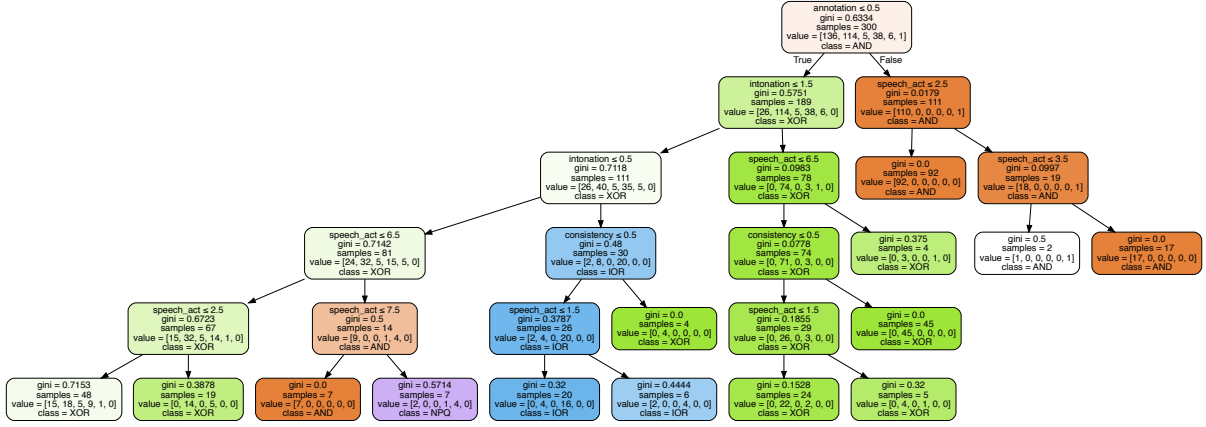 annotation ≤ 0.5
gini = 0.6334
samples = 300
value = [136, 114, 5, 38, 6, 1]
class = AND
True
False
intonation ≤ 1.5
gini = 0.5751
samples = 189
value = [26, 114, 5, 38, 6, 0]
class = XOR
speech_act ≤ 2.5
gini = 0.0179
samples = 111
value = [110, 0, 0, 0, 0, 1]
class = AND
intonation ≤ 0.5
gini = 0.7118
samples = 111
value = [26, 40, 5, 35, 5, 0]
class = XOR
speech_act ≤ 6.5
gini = 0.0983
samples = 78
value = [0, 74, 0, 3, 1, 0]
class = XOR
gini = 0.0
samples = 92
value = [92, 0, 0, 0, 0, 0]
class = AND
speech_act ≤ 3.5
gini = 0.0997
samples = 19
value = [18, 0, 0, 0, 0, 1]
class = AND
speech_act ≤ 6.5
gini = 0.7142
samples = 81
value = [24, 32, 5, 15, 5, 0]
class = XOR
consistency ≤ 0.5
gini = 0.48
samples = 30
value = [2, 8, 0, 20, 0, 0]
class = IOR
consistency ≤ 0.5
gini = 0.0778
samples = 74
value = [0, 71, 0, 3, 0, 0]
class = XOR
gini = 0.375
samples = 4
value = [0, 3, 0, 0, 1, 0]
class = XOR
gini = 0.5
samples = 2
value = [1, 0, 0, 0, 0, 1]
class = AND
gini = 0.0
samples = 17
value = [17, 0, 0, 0, 0, 0]
class = AND
speech_act ≤ 2.5
gini = 0.6723
samples = 67
value = [15, 32, 5, 14, 1, 0]
class = XOR
speech_act ≤ 7.5
gini = 0.5
samples = 14
value = [9, 0, 0, 1, 4, 0]
class = AND
speech_act ≤ 1.5
gini = 0.3787
samples = 26
value = [2, 4, 0, 20, 0, 0]
class = IOR
gini = 0.0
samples = 4
value = [0, 4, 0, 0, 0, 0]
class = XOR
speech_act ≤ 1.5
gini = 0.1855
samples = 29
value = [0, 26, 0, 3, 0, 0]
class = XOR
gini = 0.0
samples = 45
value = [0, 45, 0, 0, 0, 0]
class = XOR
gini = 0.7153
samples = 48
value = [15, 18, 5, 9, 1, 0]
class = XOR
gini = 0.3878
samples = 19
value = [0, 14, 0, 5, 0, 0]
class = XOR
gini = 0.0
samples = 7
value = [7, 0, 0, 0, 0, 0]
class = AND
gini = 0.5714
samples = 7
value = [2, 0, 0, 1, 4, 0]
class = NPQ
gini = 0.32
samples = 20
value = [0, 4, 0, 16, 0, 0]
class = IOR
gini = 0.4444
samples = 6
value = [2, 0, 0, 4, 0, 0]
class = IOR
gini = 0.1528
samples = 24
value = [0, 22, 0, 2, 0, 0]
class = XOR
gini = 0.32
samples = 5
value = [0, 4, 0, 1, 0, 0]
class = XOR